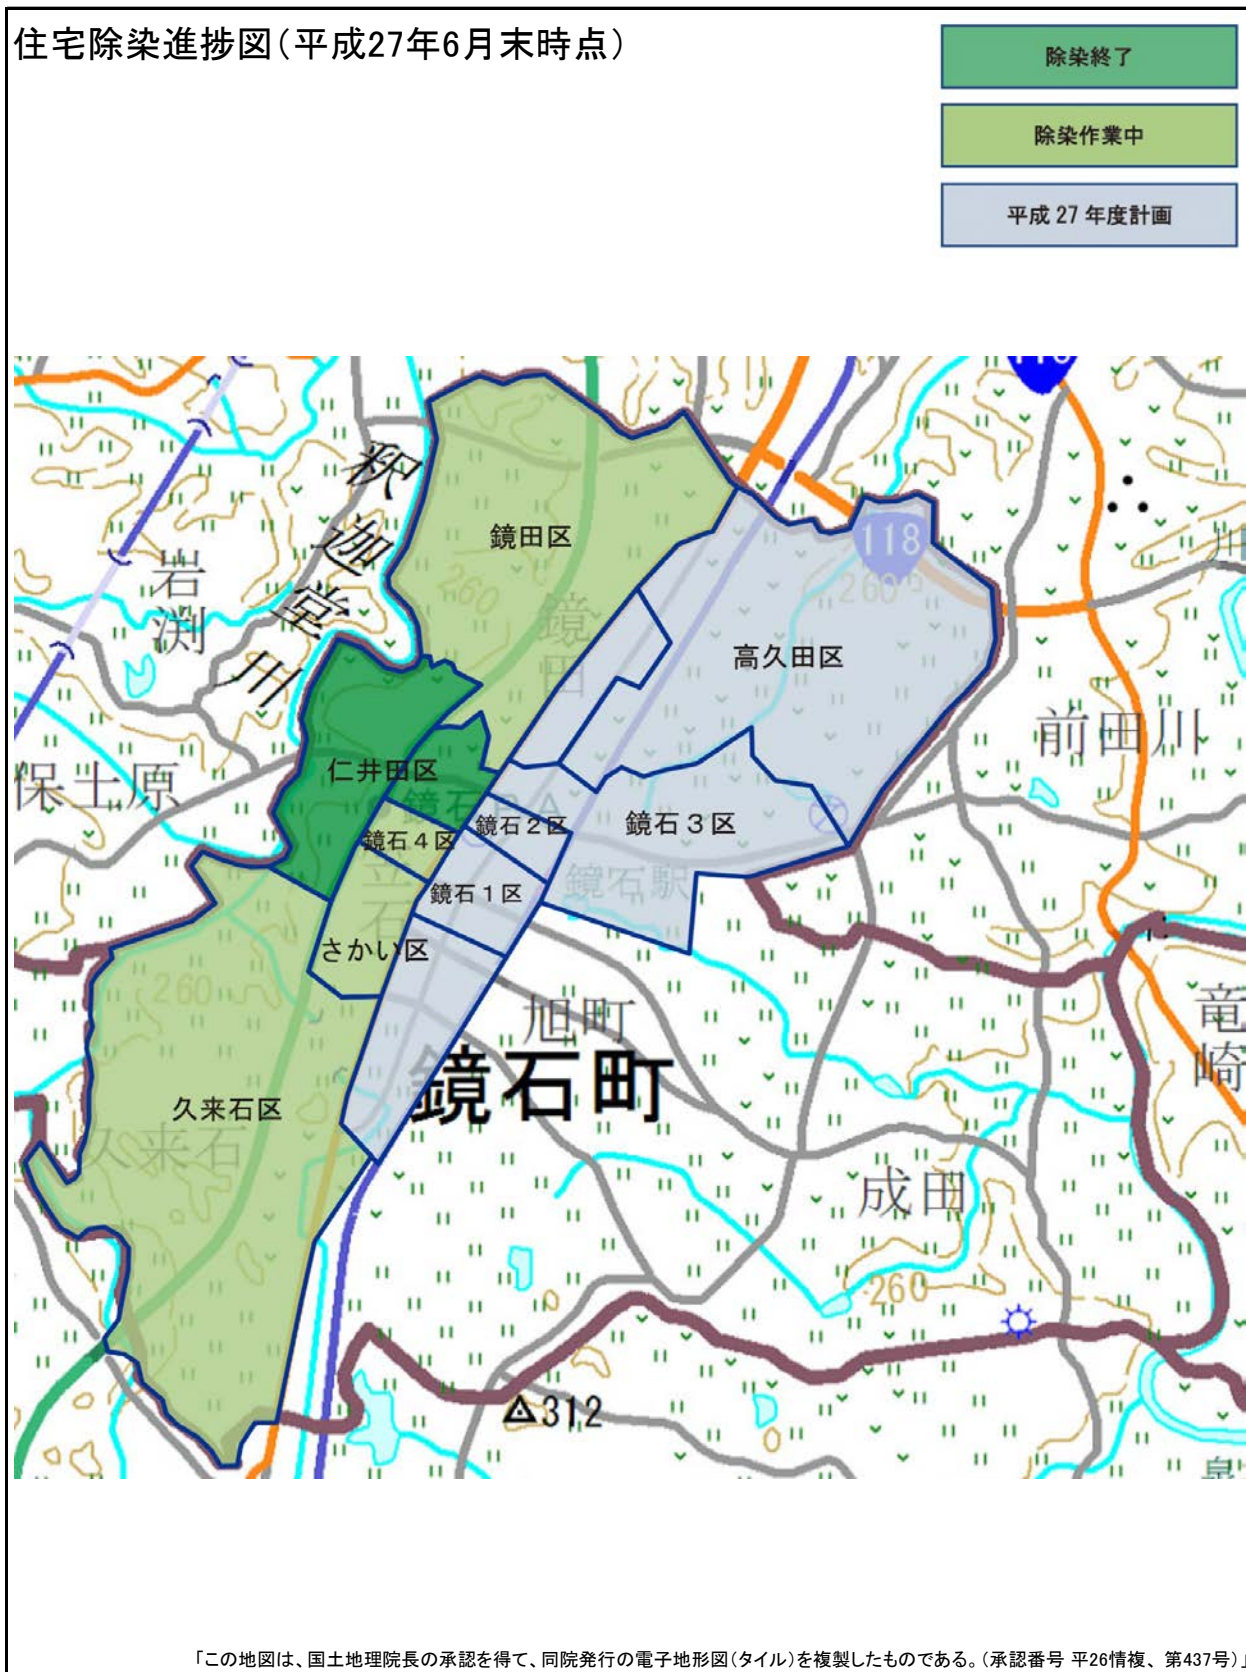 住宅除染進捗図(平成27年6月末時点)
除染終了
除染作業中
平成27年度計画
118
釈迦堂川
岩渕
鏡田区
118
260
260
鏡田
高久田区
前田川
保土原
仁井田区
鏡石PA
鏡石2区
鏡石3区
鏡石4区
鏡石駅
鏡石1区
笠石
さかい区
260
旭町
竜崎
鏡石町
久来石区
久来石
成田
260
312
「この地図は、国土地理院長の承認を得て、同院発行の電子地形図(タイル)を複製したものである。(承認番号 平26情複、第437号)」